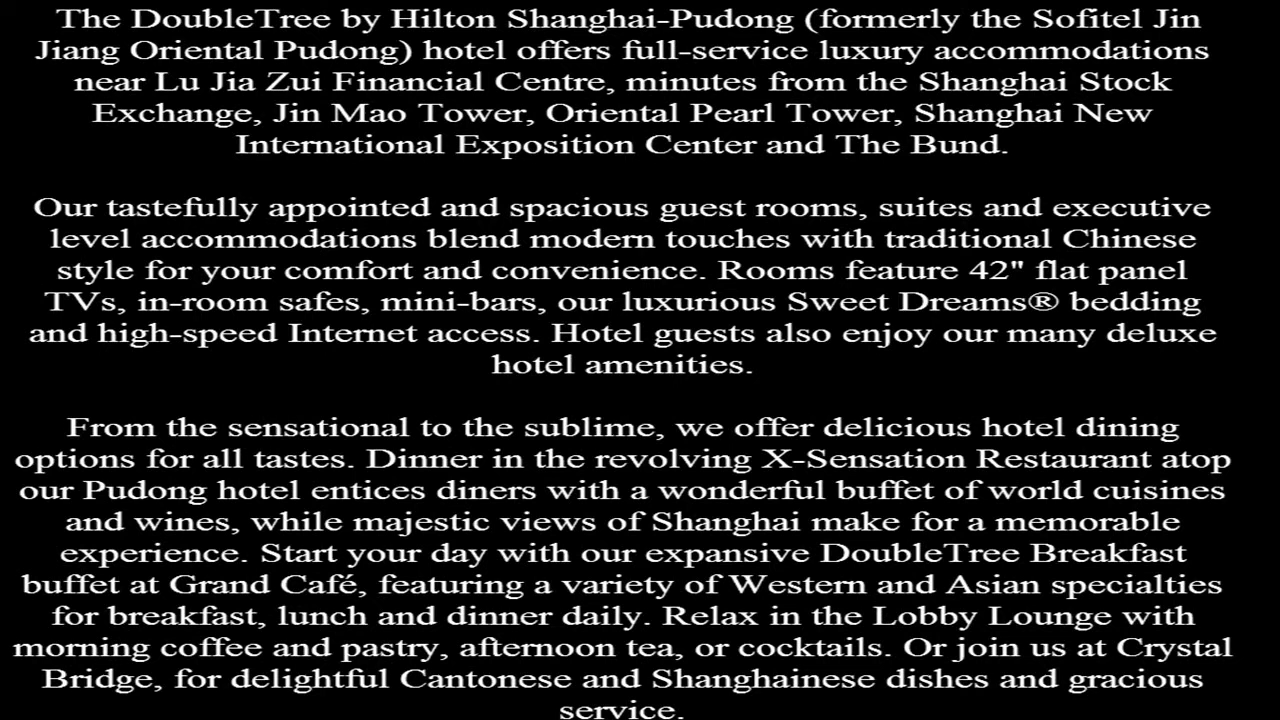 The DoubleTree by Hilton Shanghai-Pudong (formerly the Sofitel Jin
Jiang Oriental Pudong) hotel offers full-service luxury accommodations
near Lu Jia Zui Financial Centre, minutes from the Shanghai Stock
Exchange, Jin Mao Tower, Oriental Pearl Tower, Shanghai New
International Exposition Center and The Bund.
Our tastefully appointed and spacious guest rooms, suites and executive
level accommodations blend modern touches with traditional Chinese
style for your comfort and convenience. Rooms feature 42" flat panel
TVs, in-room safes, mini-bars, our luxurious Sweet Dreams® bedding
and high-speed Internet access. Hotel guests also enjoy our many deluxe
hotel amenities.
From the sensational to the sublime, we offer delicious hotel dining
options for all tastes. Dinner in the revolving X-Sensation Restaurant atop
our Pudong hotel entices diners with a wonderful buffet of world cuisines
and wines, while majestic views of Shanghai make for a memorable
experience. Start your day with our expansive DoubleTree Breakfast
buffet at Grand Café, featuring a variety of Western and Asian specialties
for breakfast, lunch and dinner daily. Relax in the Lobby Lounge with
morning coffee and pastry, afternoon tea, or cocktails. Or join us at Crystal
Bridge, for delightful Cantonese and Shanghainese dishes and gracious
service.